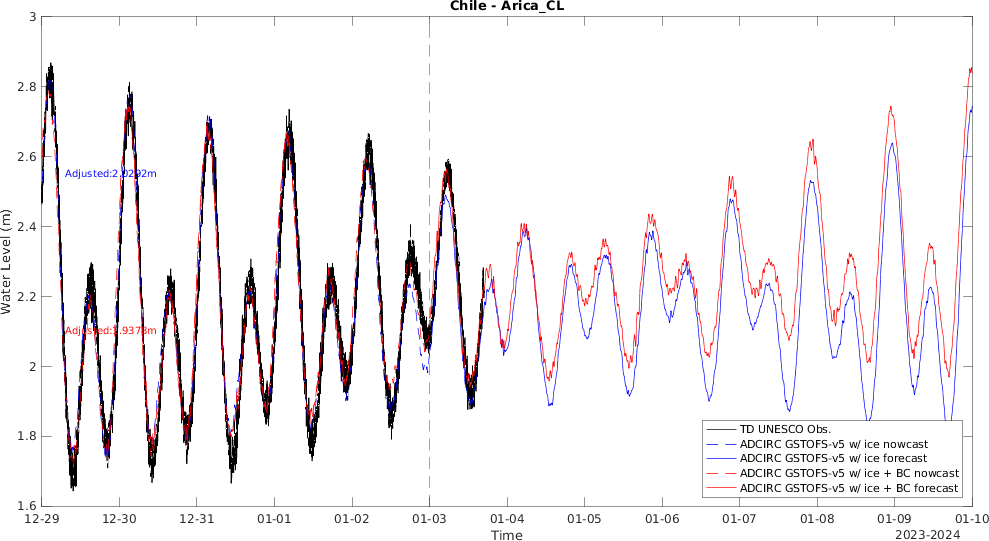 Chile - Arica_CL
3
2.8
2.6
2.4
2.2
2
1.8
1.6
Water Level (m)
Adjusted:2.0292m
Adjusted:1.937 m
TD UNESCO Obs.
ADCIRC GSTOFS-v5 w/ ice nowcast
ADCIRC GSTOFS-v5 w/ ice forecast
ADCIRC GSTOFS-v5 w/ ice + BC nowcast
ADCIRC GSTOFS-v5 w/ ice + BC forecast
12-29 12-30 12-31 01-01 01-02 01-03 01-04 01-05 01-06 01-07 01-08 01-09 01-10
Time
2023-2024